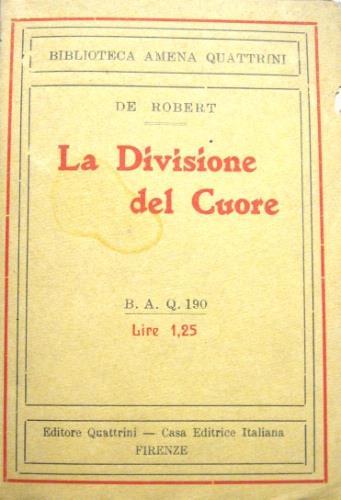 BIBLIOTECA AMENA QUATTRINI
DE ROBERT
La Divisione
del Cuore
B. A. Q. 190
Lire 1,25
Editore Quattrini — Casa Editrice Italiana
FIRENZE